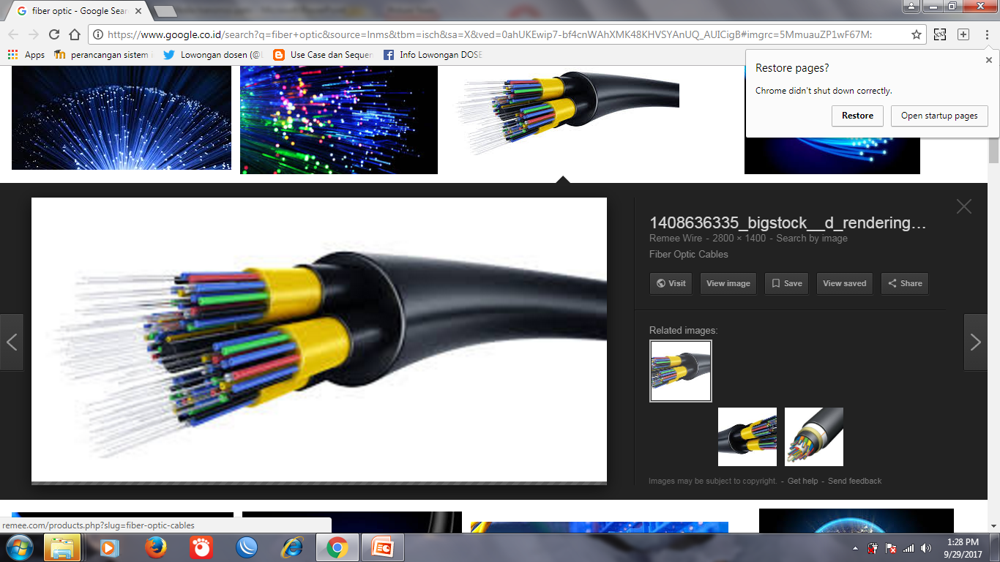 fiber optic - Google Sear
https://www.google.co.id/search?q=fiber+optic&source=lnms&tbm=isch&sa=X&ved=0ahUKEwip7-bf4cnWAhXMK48KHVSYAnUQ_AUICigB#imgrc=5MmuauZP1wF67M:
Apps perancangan sistem i Lowongan dosen (@L Use Case dan Sequen Info Lowongan DOSE
Restore pages?
Chrome didn't shut down correctly.
Restore Open startup pages
1408636335_bigstock__d_rendering...
Remee Wire - 2800 × 1400 - Search by image
Fiber Optic Cables
Visit View image Save View saved Share
Related images:
Images may be subject to copyright. - Get help - Send feedback
remee.com/products.php?slug=fiber-optic-cables
1:28 PM
9/29/2017